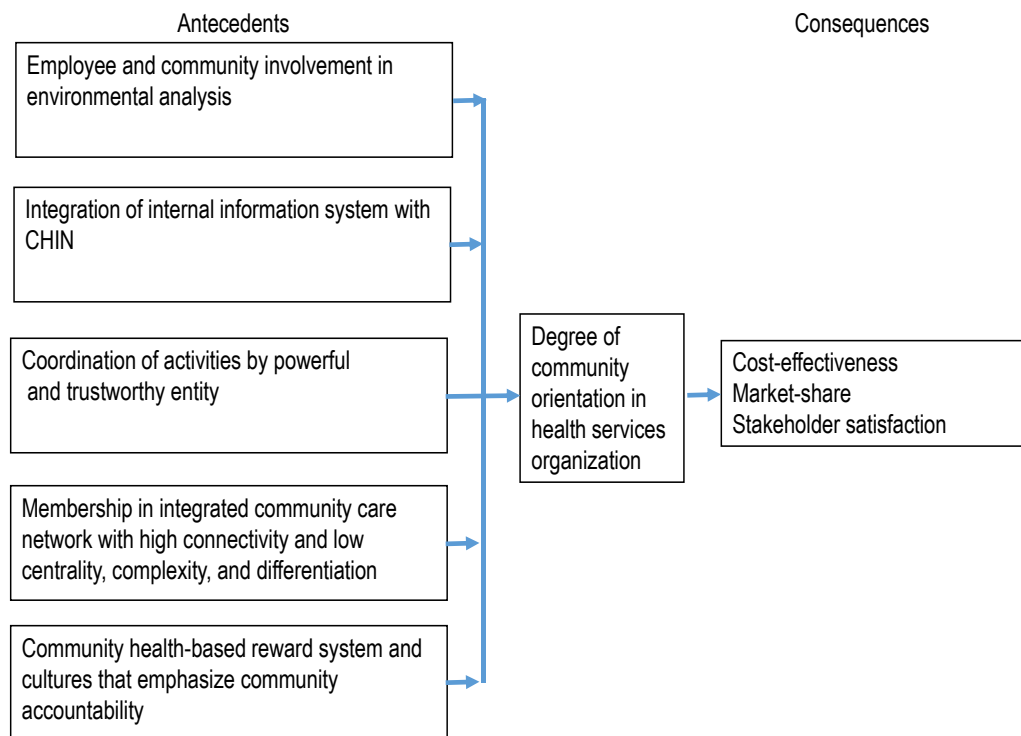 Antecedents
Consequences
Employee and community involvement in
environmental analysis
Integration of internal information system with
CHIN
Coordination of activities by powerful
and trustworthy entity
Membership in integrated community care
network with high connectivity and low
centrality, complexity, and differentiation
Community health-based reward system and
cultures that emphasize community
accountability
Degree of
community
orientation in
health services
organization
Cost-effectiveness
Market-share
Stakeholder satisfaction